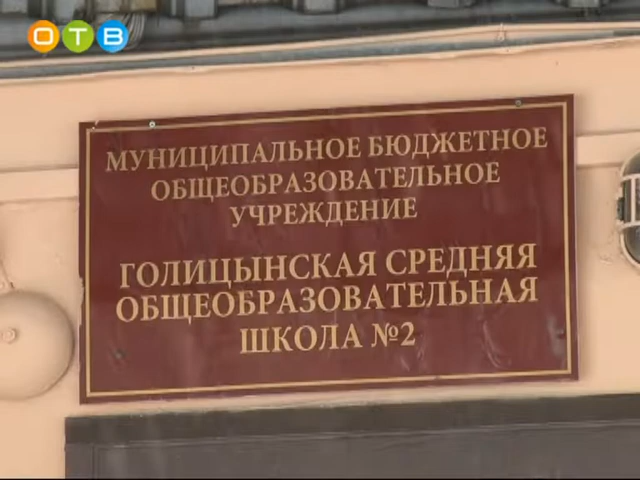 ОТВ
МУНИЦИПАЛЬНОЕ БЮДЖЕТНОЕ
ОБЩЕОБРАЗОВАТЕЛЬНОЕ
УЧРЕЖДЕНИЕ
ГОЛИЦЫНСКАЯ СРЕДНЯЯ
ОБЩЕОБРАЗОВАТЕЛЬНАЯ
ШКОЛА №2